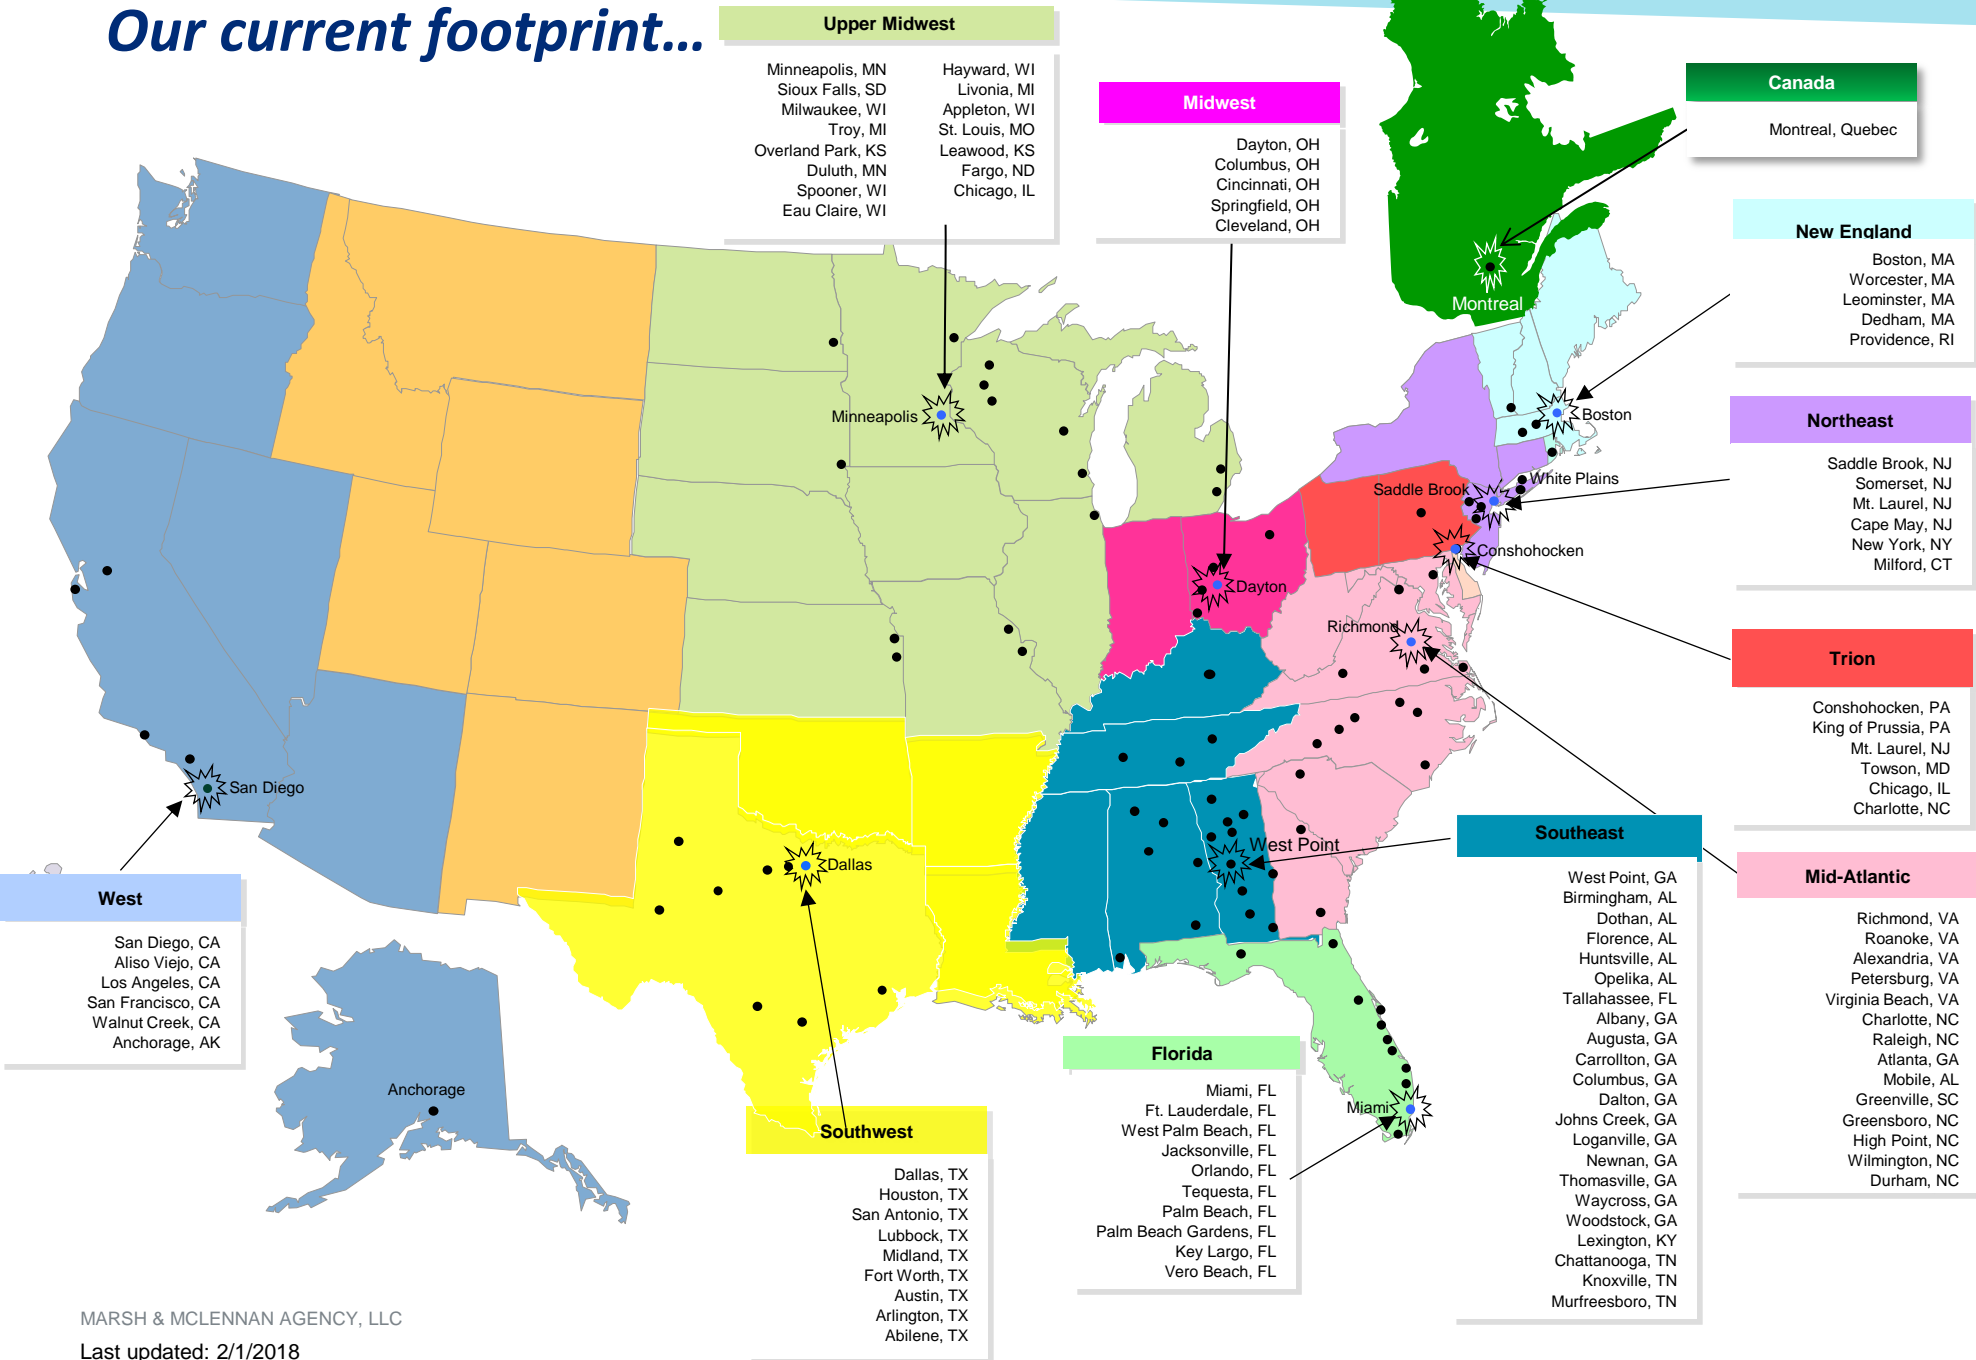 Our current footprint...
Upper Midwest
Minneapolis, MN
Sioux Falls, SD
Milwaukee, WI
Troy, MI
Overland Park, KS
Duluth, MN
Spooner, WI
Eau Claire, WI
Hayward, WI
Livonia, MI
Appleton, WI
St. Louis, MO
Leawood, KS
Fargo, ND
Chicago, IL
Midwest
Dayton, OH
Columbus, OH
Cincinnati, OH
Springfield, OH
Cleveland, OH
Canada
Montreal, Quebec
New England
Boston, MA
Worcester, MA
Leominster, MA
Dedham, MA
Providence, RI
Northeast
Saddle Brook, NJ
Somerset, NJ
Mt. Laurel, NJ
Cape May, NJ
New York, NY
Milford, CT
Trion
Conshohocken, PA
King of Prussia, PA
Mt. Laurel, NJ
Towson, MD
Chicago, IL
Charlotte, NC
Mid-Atlantic
Richmond, VA
Roanoke, VA
Alexandria, VA
Petersburg, VA
Virginia Beach, VA
Charlotte, NC
Raleigh, NC
Atlanta, GA
Mobile, AL
Greenville, SC
Greensboro, NC
High Point, NC
Wilmington, NC
Durham, NC
Southeast
West Point, GA
Birmingham, AL
Dothan, AL
Florence, AL
Huntsville, AL
Opelika, AL
Tallahassee, FL
Albany, GA
Augusta, GA
Carrollton, GA
Columbus, GA
Dalton, GA
Johns Creek, GA
Loganville, GA
Newnan, GA
Thomasville, GA
Waycross, GA
Woodstock, GA
Lexington, KY
Chattanooga, TN
Knoxville, TN
Murfreesboro, TN
Florida
Miami, FL
Ft. Lauderdale, FL
West Palm Beach, FL
Jacksonville, FL
Orlando, FL
Tequesta, FL
Palm Beach, FL
Palm Beach Gardens, FL
Key Largo, FL
Vero Beach, FL
Southwest
Dallas, TX
Houston, TX
San Antonio, TX
Lubbock, TX
Midland, TX
Fort Worth, TX
Austin, TX
Arlington, TX
Abilene, TX
West
San Diego, CA
Aliso Viejo, CA
Los Angeles, CA
San Francisco, CA
Walnut Creek, CA
Anchorage, AK
Montreal
Minneapolis
Boston
White Plains
Saddle Brook
Conshohocken
Dayton
Richmond
San Diego
West Point
Dallas
Anchorage
Miami
MARSH & MCLENNAN AGENCY, LLC
Last updated: 2/1/2018